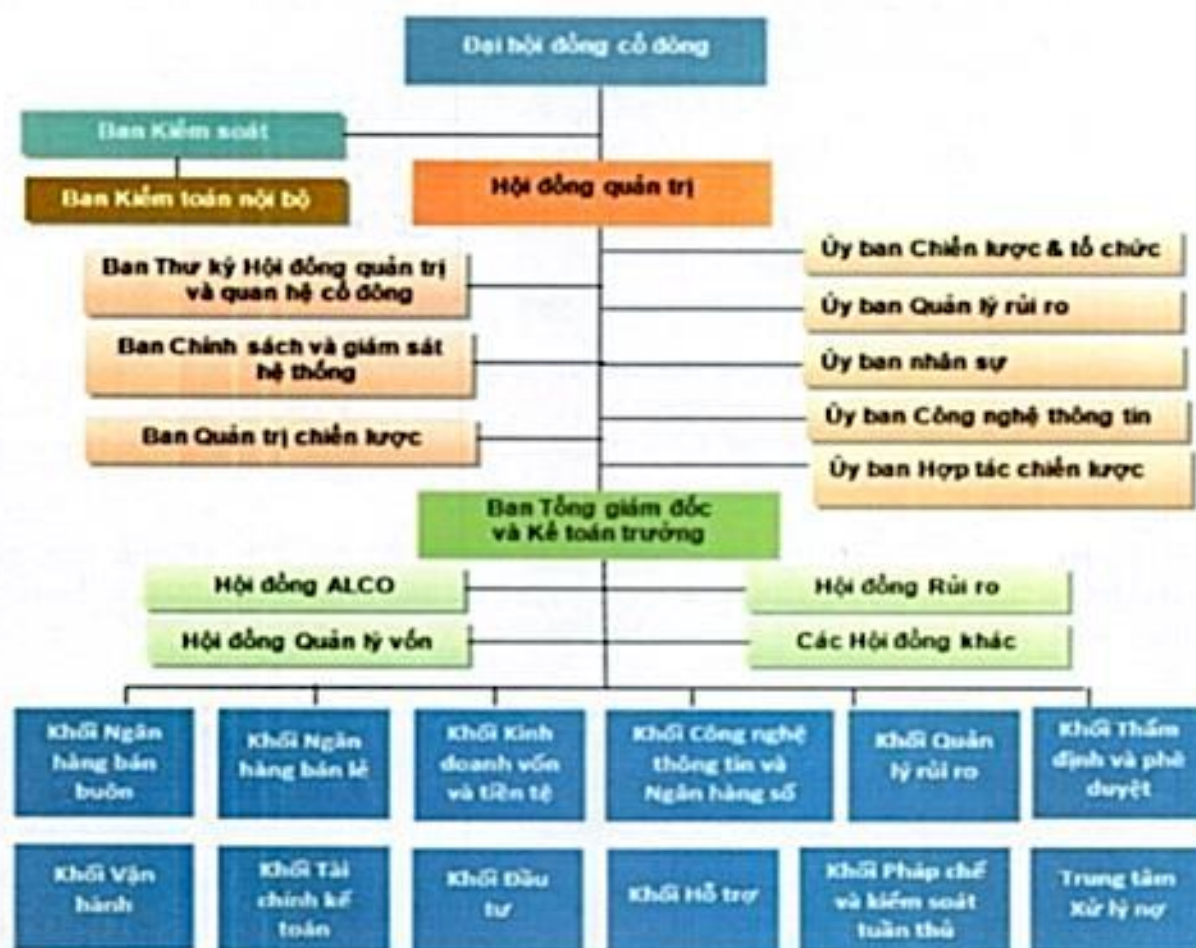 Đại hội đồng cổ đông
Ban Kiểm soát
Ban Kiểm toán nội bộ
Hội đồng quản trị
Ban Thư ký Hội đồng quản trị
và quan hệ cổ đông
Ban Chính sách và giám sát
hệ thống
Ban Quản trị chiến lược
Ủy ban Chiến lược & tổ chức
Ủy ban Quản lý rủi ro
Ủy ban nhân sự
Ủy ban Công nghệ thông tin
Ủy ban Hợp tác chiến lược
Ban Tổng giám đốc
và Kế toán trưởng
Hội đồng ALCO
Hội đồng Rủi ro
Hội đồng Quản lý vốn
Các Hội đồng khác
Khối Ngân
hàng bán
buôn
Khối Ngân
hàng bán lẻ
Khối Kinh
doanh vốn
và tiền tệ
Khối Công nghệ
thông tin và
Ngân hàng số
Khối Quản
lý rủi ro
Khối Thẩm
định và phê
duyệt
Khối Vận
hành
Khối Tài
chính kế
toán
Khối Đầu
tư
Khối Hỗ trợ
Khối Pháp chế
và kiểm soát
tuần thủ
Trung tâm
Xử lý nợ